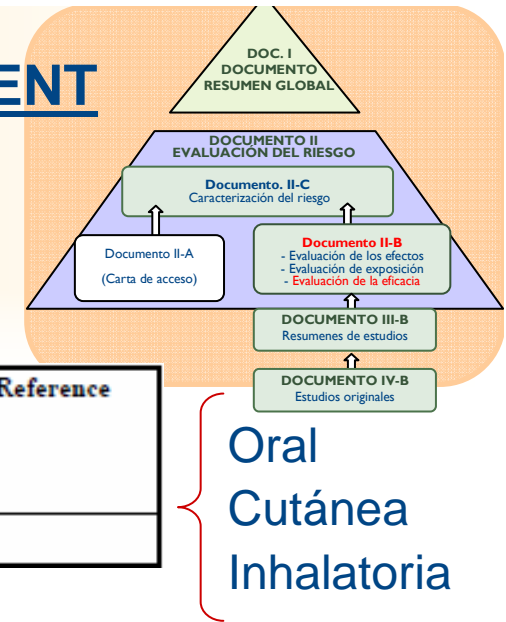 ENT
DOC. I
DOCUMENTO
RESUMEN GLOBAL
DOCUMENTO II
EVALUACIÓN DEL RIESGO
Documento. II-C
Caracterización del riesgo
Documento II-A
(Carta de acceso)
Documento II-B
- Evaluación de los efectos
- Evaluación de exposición
- Evaluación de la eficacia
DOCUMENTO III-B
Resumenes de estudios
DOCUMENTO IV-B
Estudios originales
Reference
Oral
Cutánea
Inhalatoria